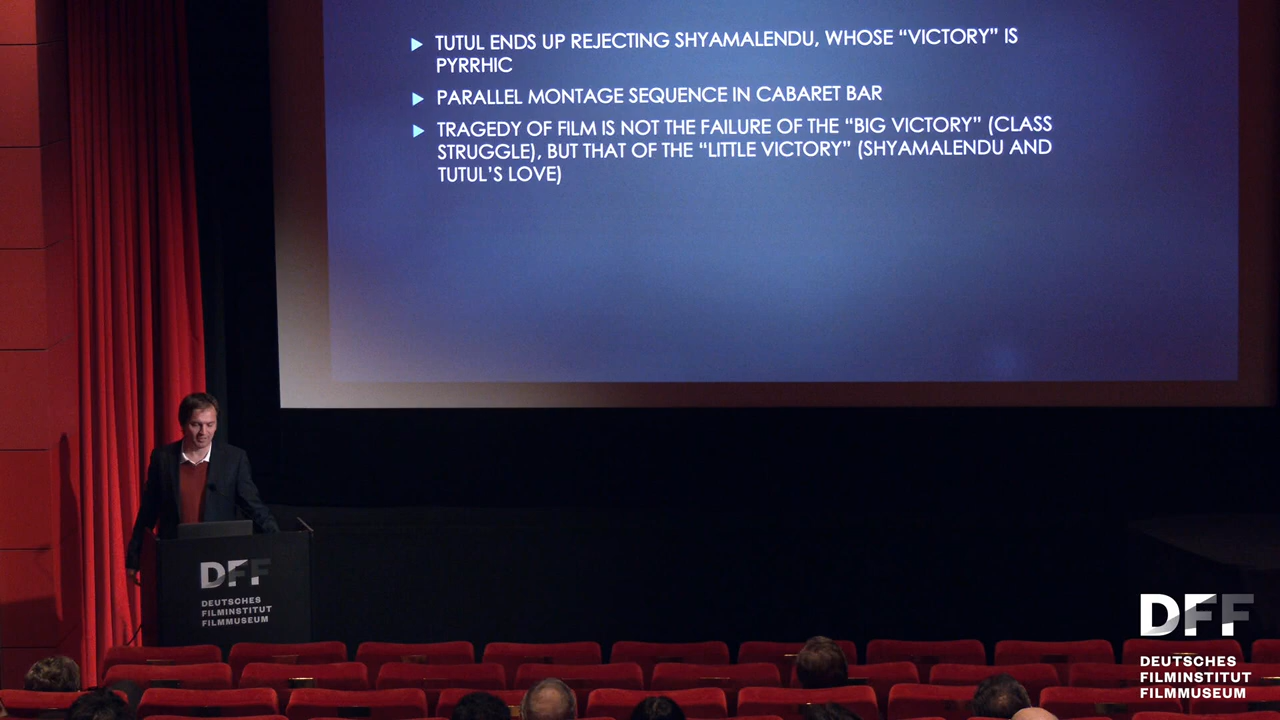 TUTUL ENDS UP REJECTING SHYAMALENDU, WHOSE “VICTORY” IS
PYRRHIC
PARALLEL MONTAGE SEQUENCE IN CABARET BAR
TRAGEDY OF FILM IS NOT THE FAILURE OF THE “BIG VICTORY” (CLASS
STRUGGLE), BUT THAT OF THE “LITTLE VICTORY” (SHYAMALENDU AND
TUTUL’S LOVE)
DFF
DEUTSCHES
FILMINSTITUT
FILMMUSEUM
DFF
DEUTSCHES
FILMINSTITUT
FILMMUSEUM